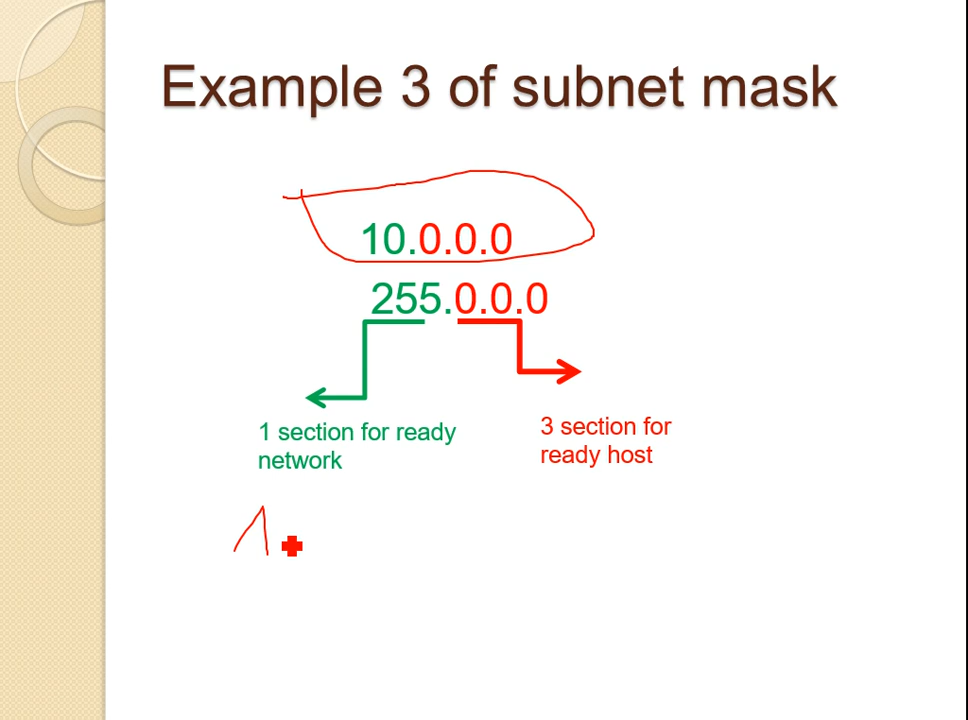 Example 3 of subnet mask
10.0.0.0
255.0.0.0
1 section for ready
network
3 section for
ready host